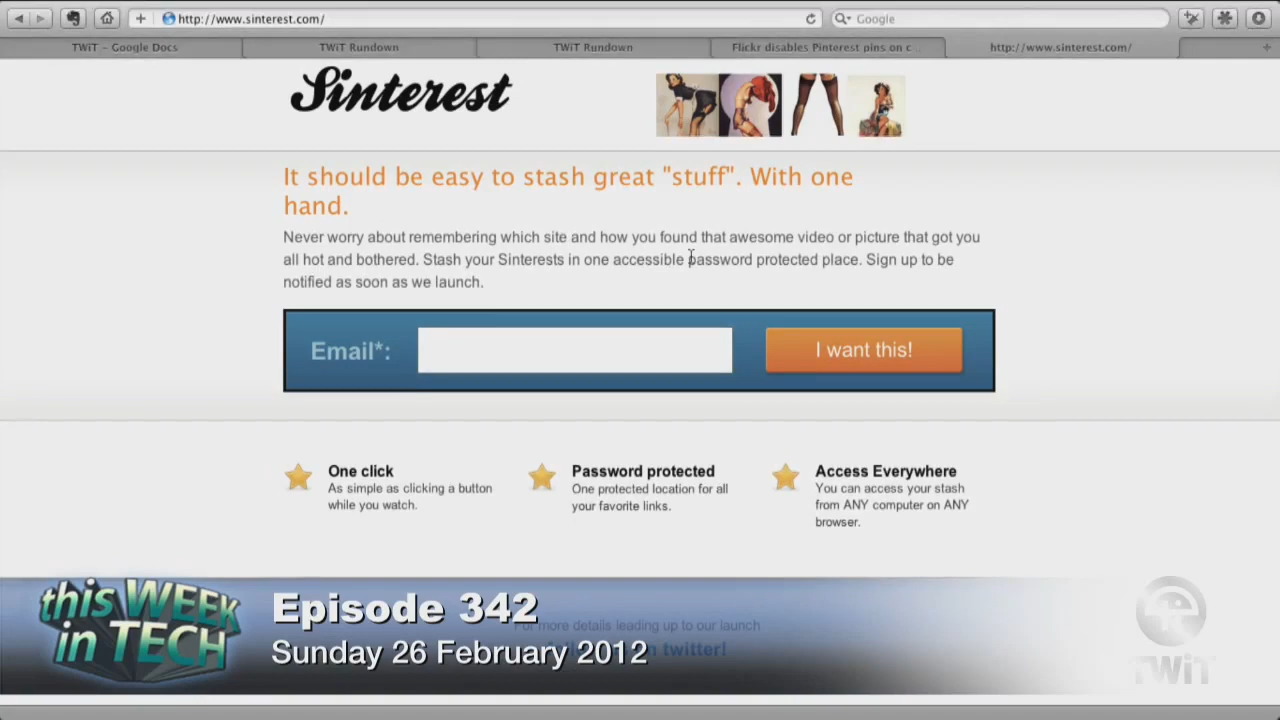 http://www.sinterest.com/
Google
TWiT – Google Docs
TWiT Rundown
TWiT Rundown
Flickr disables Pinterest pins on c...
http://www.sinterest.com/
Sinterest
It should be easy to stash great "stuff". With one
hand.
Never worry about remembering which site and how you found that awesome video or picture that got you
all hot and bothered. Stash your Sinterests in one accessible password protected place. Sign up to be
notified as soon as we launch.
Email*:
I want this!
One click
As simple as clicking a button
while you watch.
Password protected
One protected location for all
your favorite links.
Access Everywhere
You can access your stash
from ANY computer on ANY
browser.
this WEEK
in TECH
Episode 342
For more details leading up to our launch
Sunday 26 February 2012
twitter!
TWiT